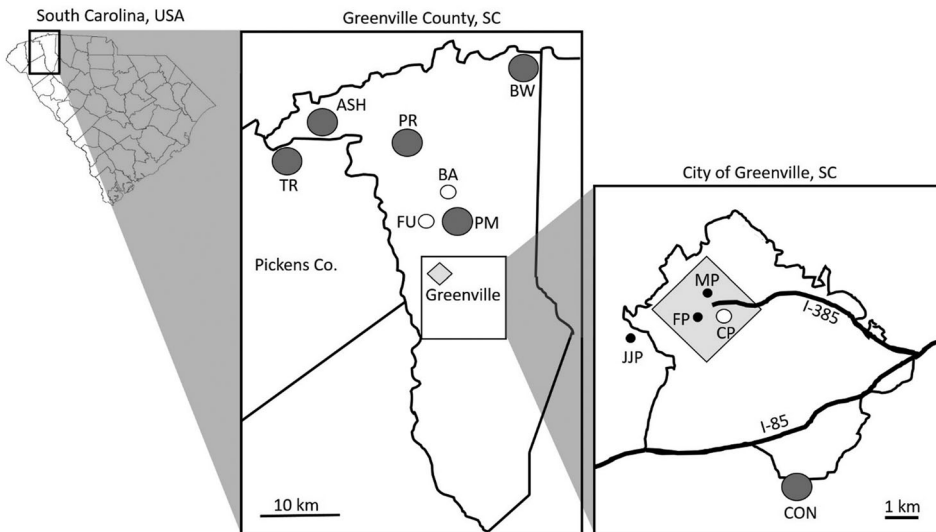 South Carolina, USA
Greenville County, SC
BW
ASH
PR
TR
BA
FU
PM
Pickens Co.
Greenville
10 km
City of Greenville, SC
MP
FP
CP
JJP
I-385
I-85
CON
1 km